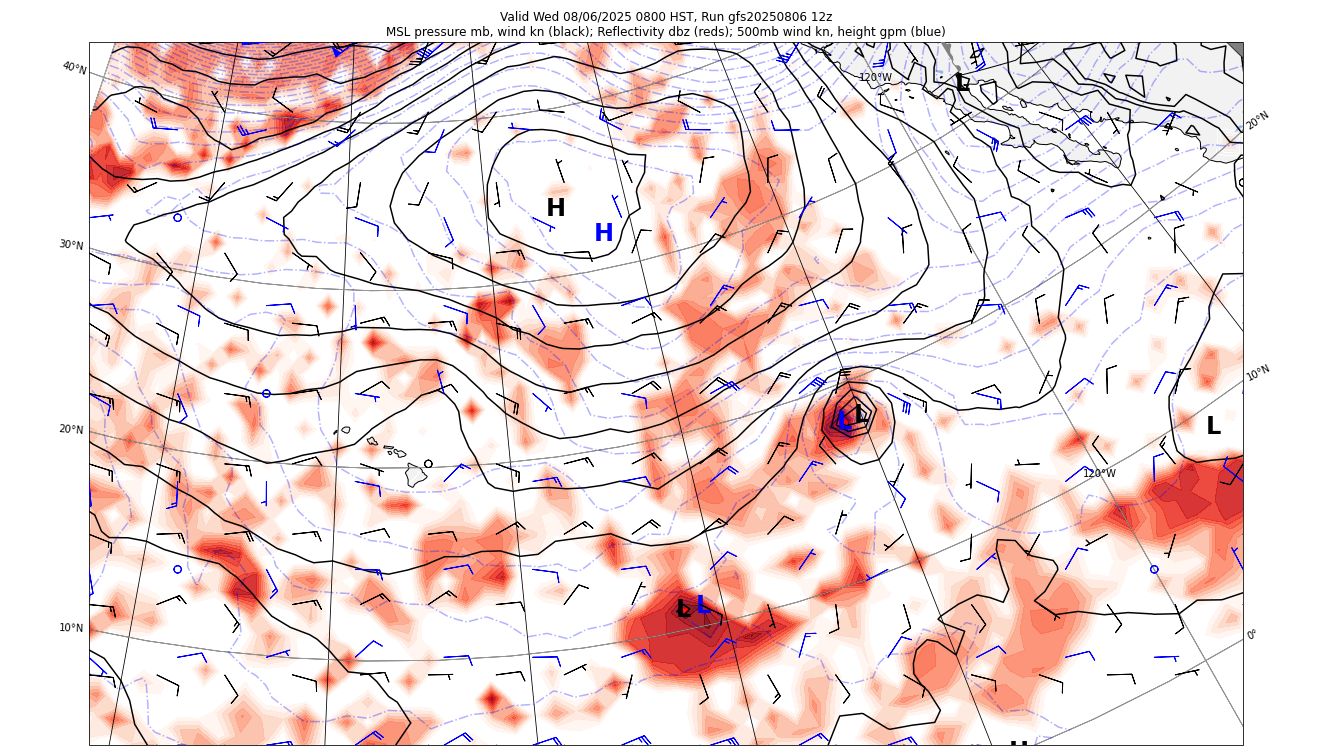 Valid Wed 08/06/2025 0800 HST, Run gfs20250806 12z
MSL pressure mb, wind kn (black); Reflectivity dbz (reds); 500mb wind kn, height gpm (blue)
40°N
120°W
L
20°N
H
H
30°N
10°N
L
L
L
20°N
120°W
L
L
10°N
0°
H